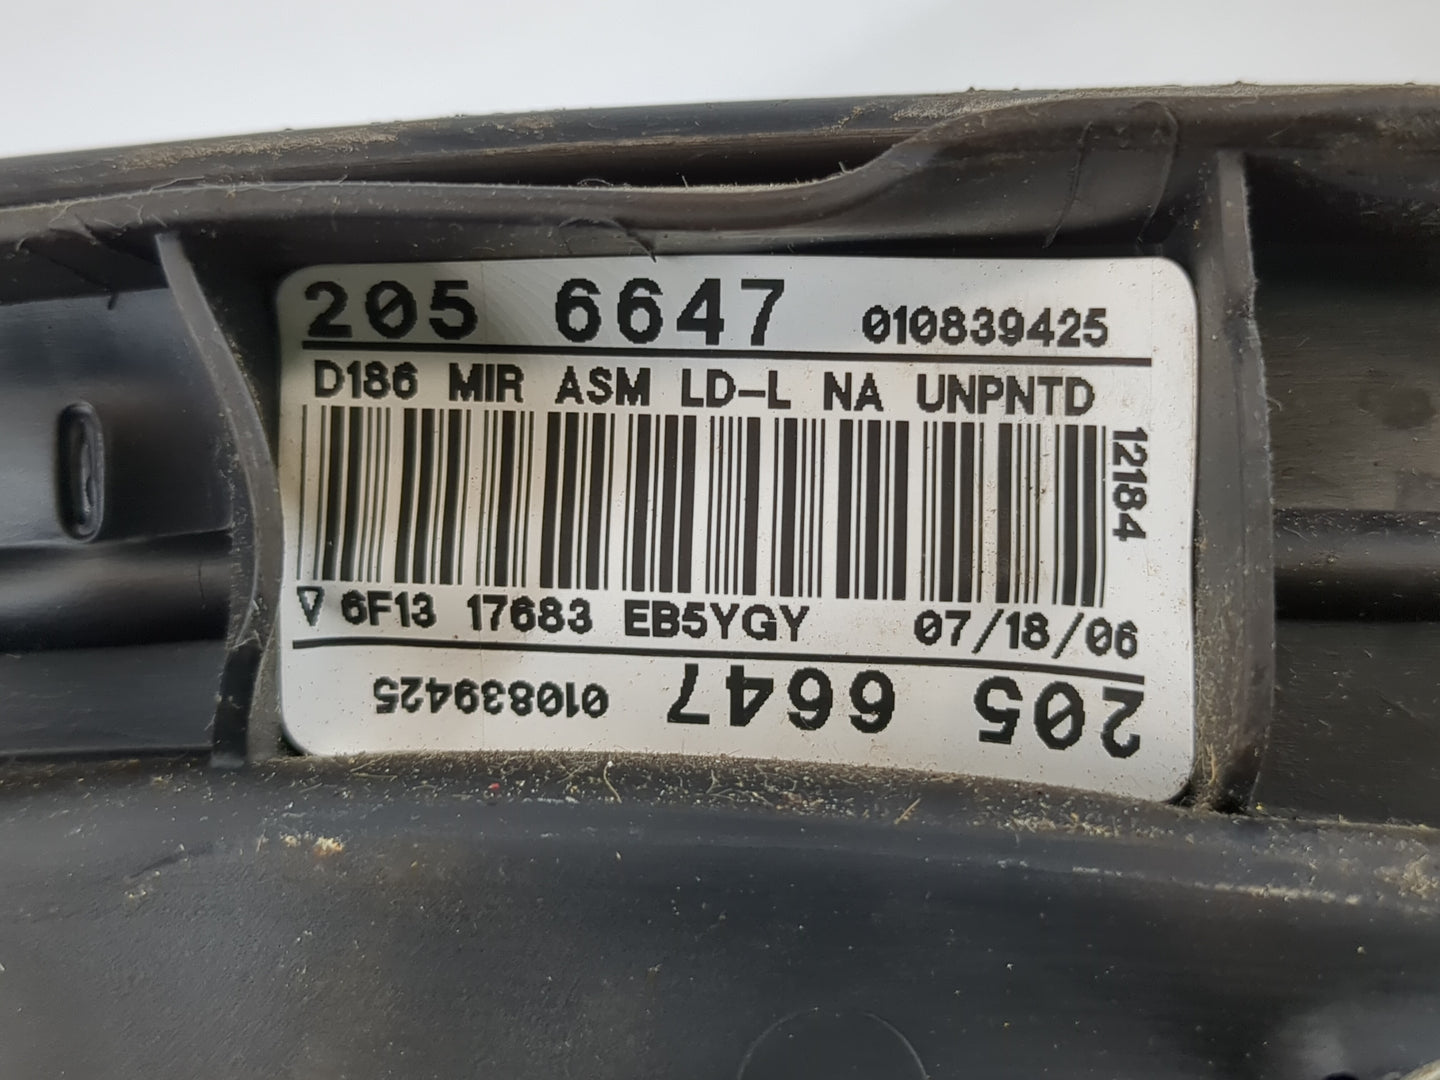 205 6647 010839425
D186 MIR ASM LD-L NA UNPNTD
12184
▽ 6F13 17683 EB5YGY 07/18/06
205 6647 010839425